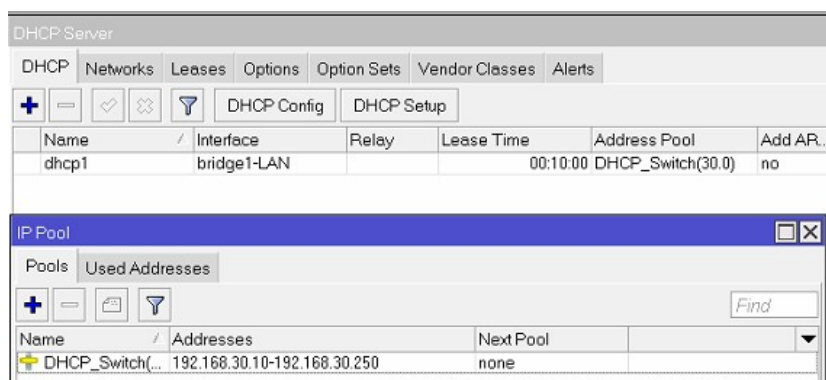 DHCP Server
DHCP Networks Leases Options Option Sets Vendor Classes Alerts
DHCP Config DHCP Setup
Name / Interface Relay Lease Time Address Pool Add AR..
dhcp1 bridge1-LAN 00:10:00 DHCP_Switch(30.0) no
IP Pool
Pools Used Addresses
Find
Name / Addresses Next Pool
DHCP_Switch(... 192.168.30.10-192.168.30.250 none